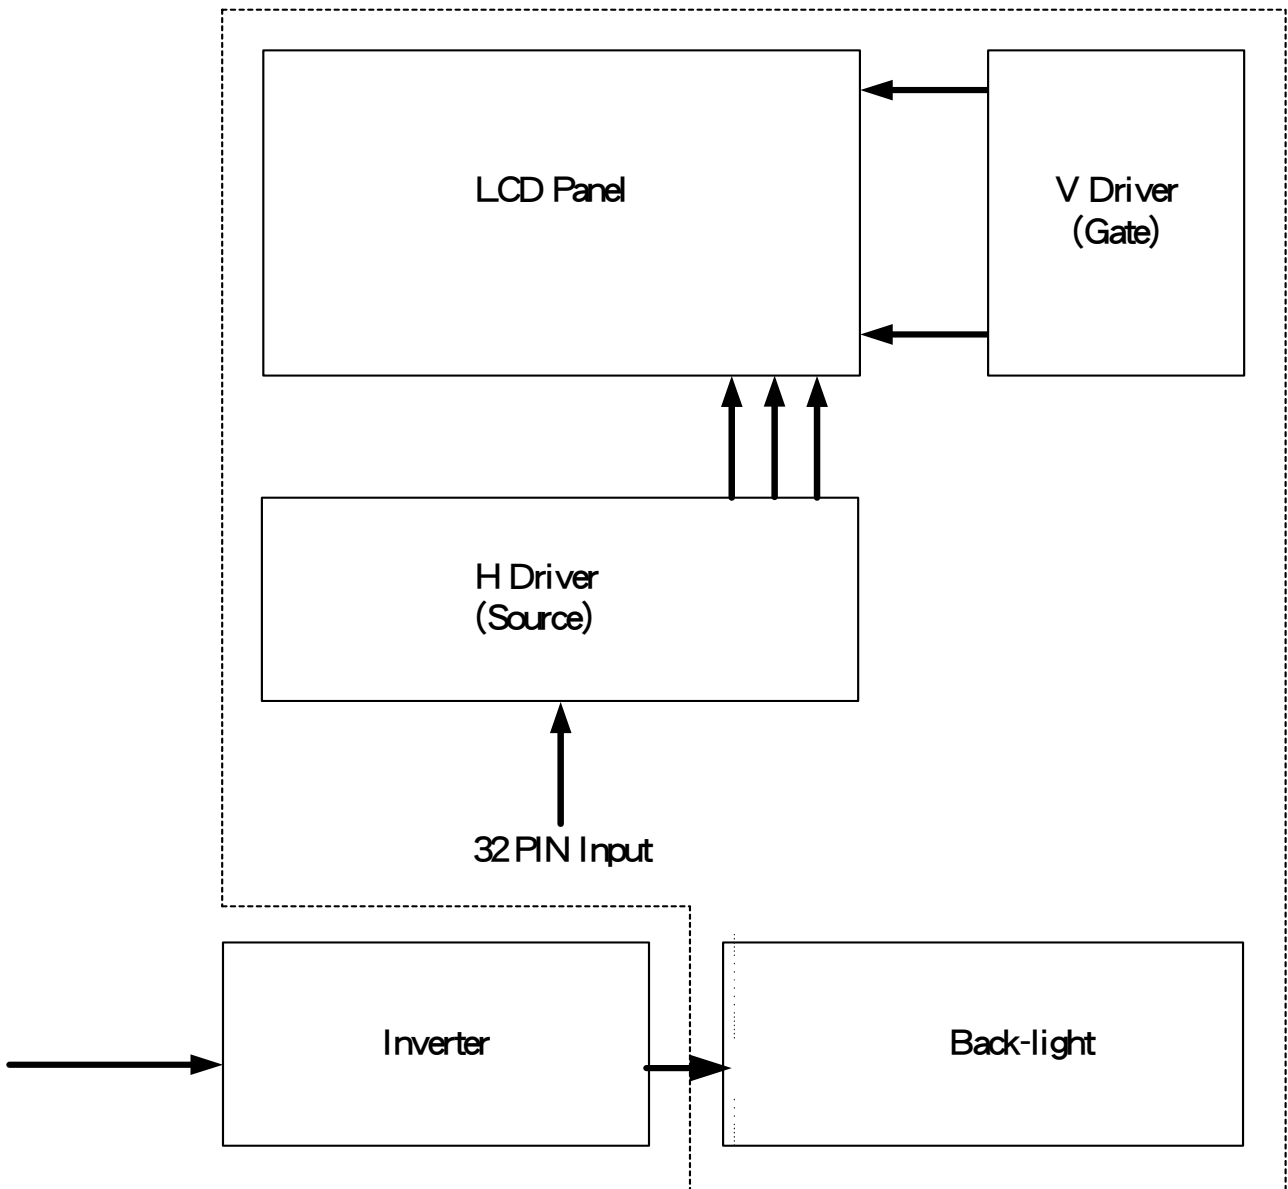 LCD Panel
V Driver
(Gate)
H Driver
(Source)
32 PIN Input
Inverter
Back-light